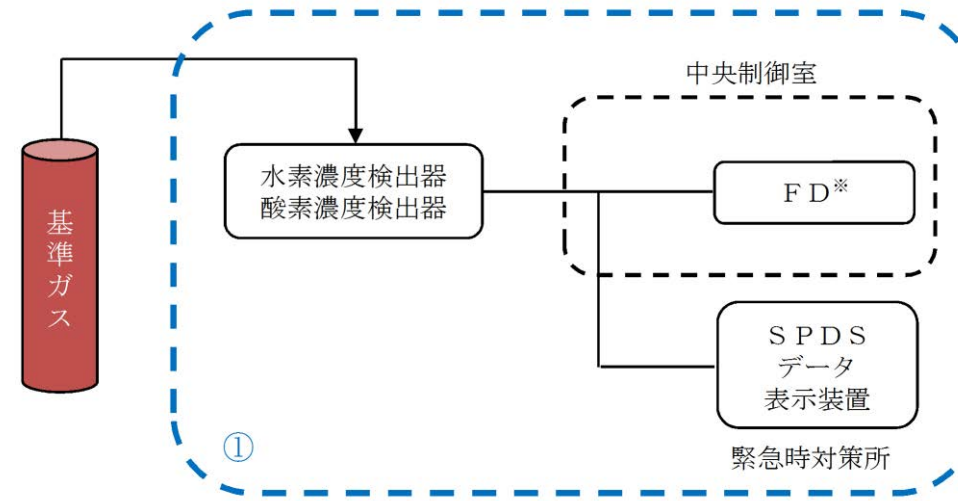 中央制御室
水素濃度検出器
酸素濃度検出器
ＦＤ※
基準ガス
ＳＰＤＳ
データ
表示装置
緊急時対策所
①